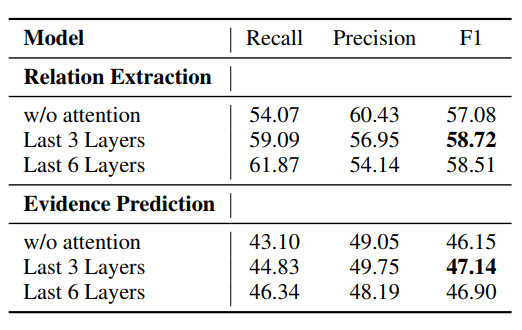 Model Recall Precision F1
Relation Extraction
w/o attention 54.07 60.43 57.08
Last 3 Layers 59.09 56.95 58.72
Last 6 Layers 61.87 54.14 58.51
Evidence Prediction
w/o attention 43.10 49.05 46.15
Last 3 Layers 44.83 49.75 47.14
Last 6 Layers 46.34 48.19 46.90